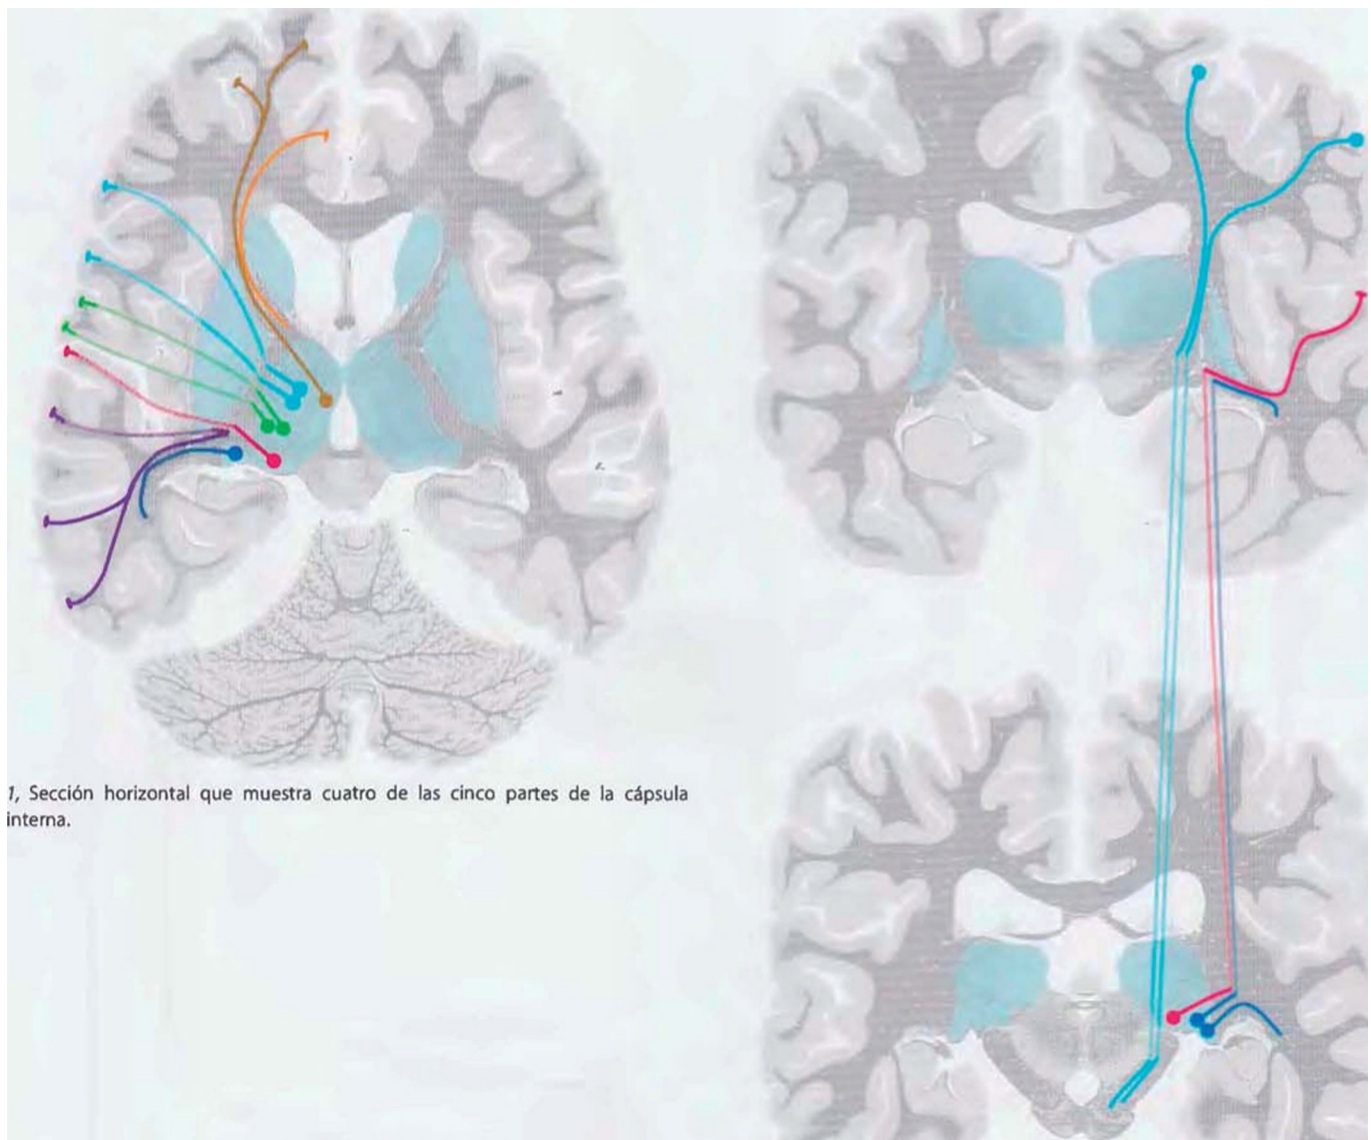 1, Sección horizontal que muestra cuatro de las cinco partes de la cápsula
interna.